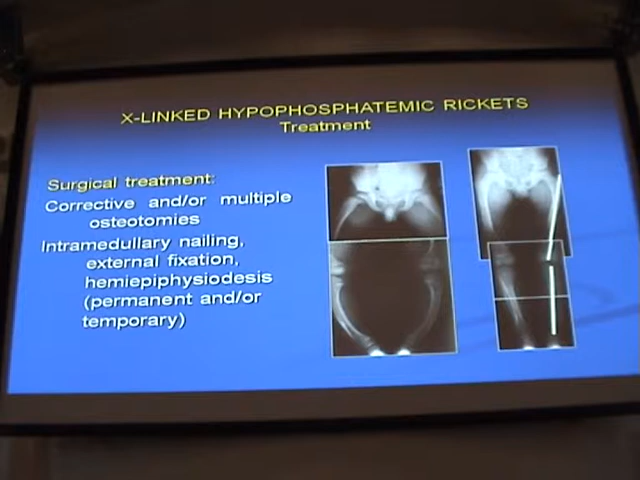 X-LINKED HYPOPHOSPHATEMIC RICKETS
Treatment
Surgical treatment:
Corrective and/or multiple
osteotomies
Intramedullary nailing,
external fixation,
hemiepiphysiodesis
(permanent and/or
temporary)